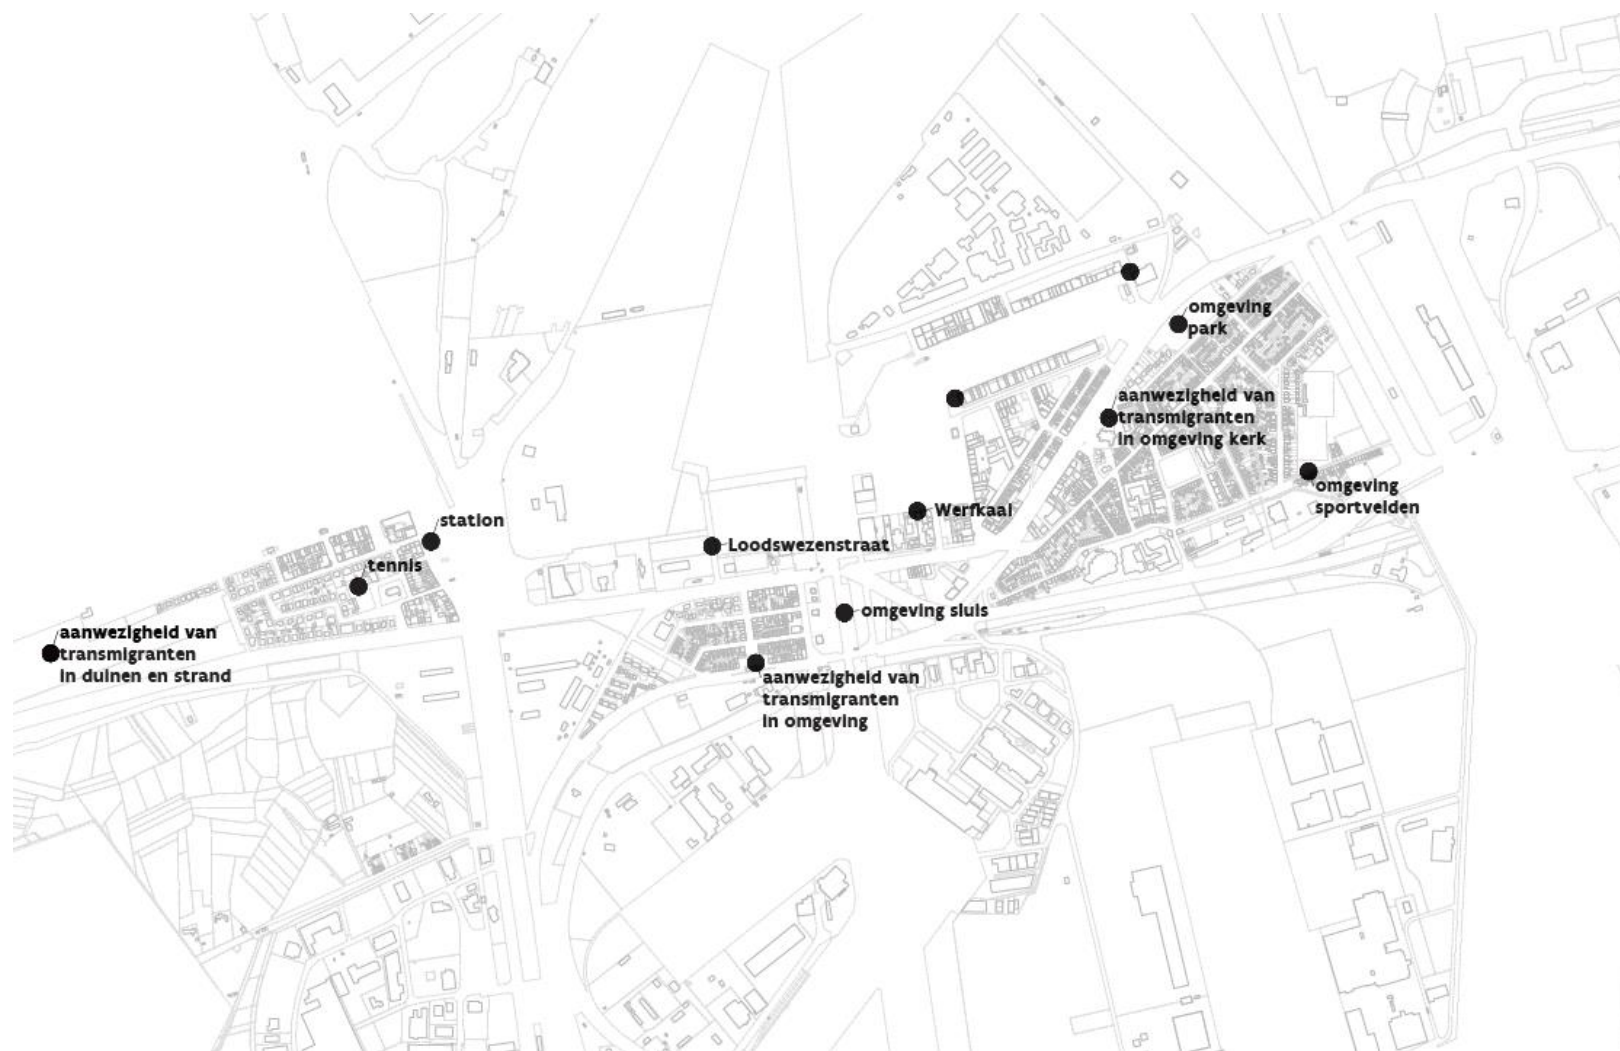 omgeving
park
aanwezigheid van
transmigranten
in omgeving kerk
omgeving
sportvelden
Werfkaai
station
Loodswezenstraat
tennis
omgeving sluis
aanwezigheid van
transmigranten
in duinen en strand
aanwezigheid van
transmigranten
in omgeving